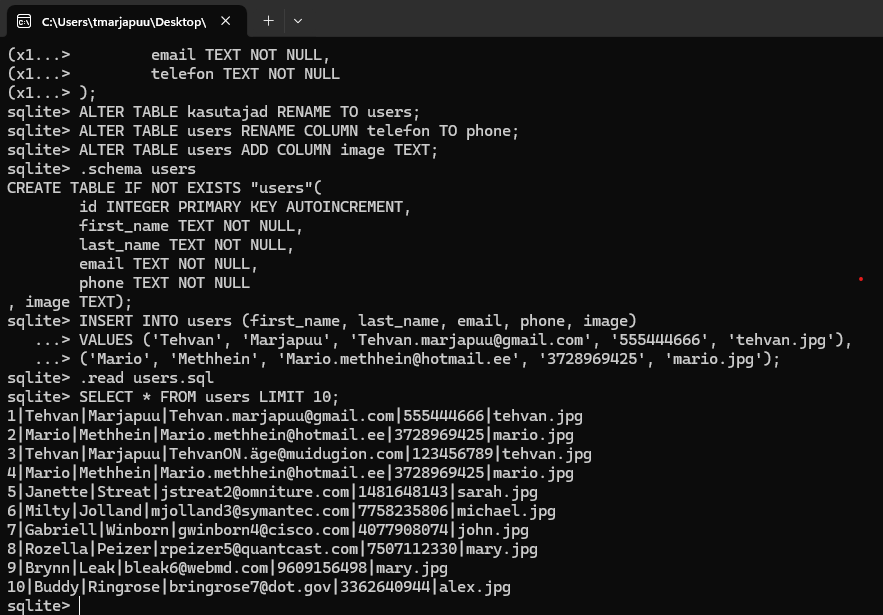 C:\Users\tmarjapuu\Desktop\
(x1...>         email TEXT NOT NULL,
(x1...>         telefon TEXT NOT NULL
(x1...> );
sqlite> ALTER TABLE kasutajad RENAME TO users;
sqlite> ALTER TABLE users RENAME COLUMN telefon TO phone;
sqlite> ALTER TABLE users ADD COLUMN image TEXT;
sqlite> .schema users
CREATE TABLE IF NOT EXISTS "users"(
        id INTEGER PRIMARY KEY AUTOINCREMENT,
        first_name TEXT NOT NULL,
        last_name TEXT NOT NULL,
        email TEXT NOT NULL,
        phone TEXT NOT NULL
, image TEXT);
sqlite> INSERT INTO users (first_name, last_name, email, phone, image)
   ...> VALUES ('Tehvan', 'Marjapuu', 'Tehvan.marjapuu@gmail.com', '555444666', 'tehvan.jpg'),
   ...> ('Mario', 'Methhein', 'Mario.methhein@hotmail.ee', '3728969425', 'mario.jpg');
sqlite> .read users.sql
sqlite> SELECT * FROM users LIMIT 10;
1|Tehvan|Marjapuu|Tehvan.marjapuu@gmail.com|555444666|tehvan.jpg
2|Mario|Methhein|Mario.methhein@hotmail.ee|3728969425|mario.jpg
3|Tehvan|Marjapuu|TehvanON.äge@muidugion.com|123456789|tehvan.jpg
4|Mario|Methhein|Mario.methhein@hotmail.ee|3728969425|mario.jpg
5|Janette|Streat|jstreat2@omniture.com|1481648143|sarah.jpg
6|Milty|Jolland|mjolland3@symantec.com|7758235806|michael.jpg
7|Gabriell|Winborn|gwinborn4@cisco.com|4077908074|john.jpg
8|Rozella|Peizer|rpeizer5@quantcast.com|7507112330|mary.jpg
9|Brynn|Leak|bleak6@webmd.com|9609156498|mary.jpg
10|Buddy|Ringrose|bringrose7@dot.gov|3362640944|alex.jpg
sqlite>